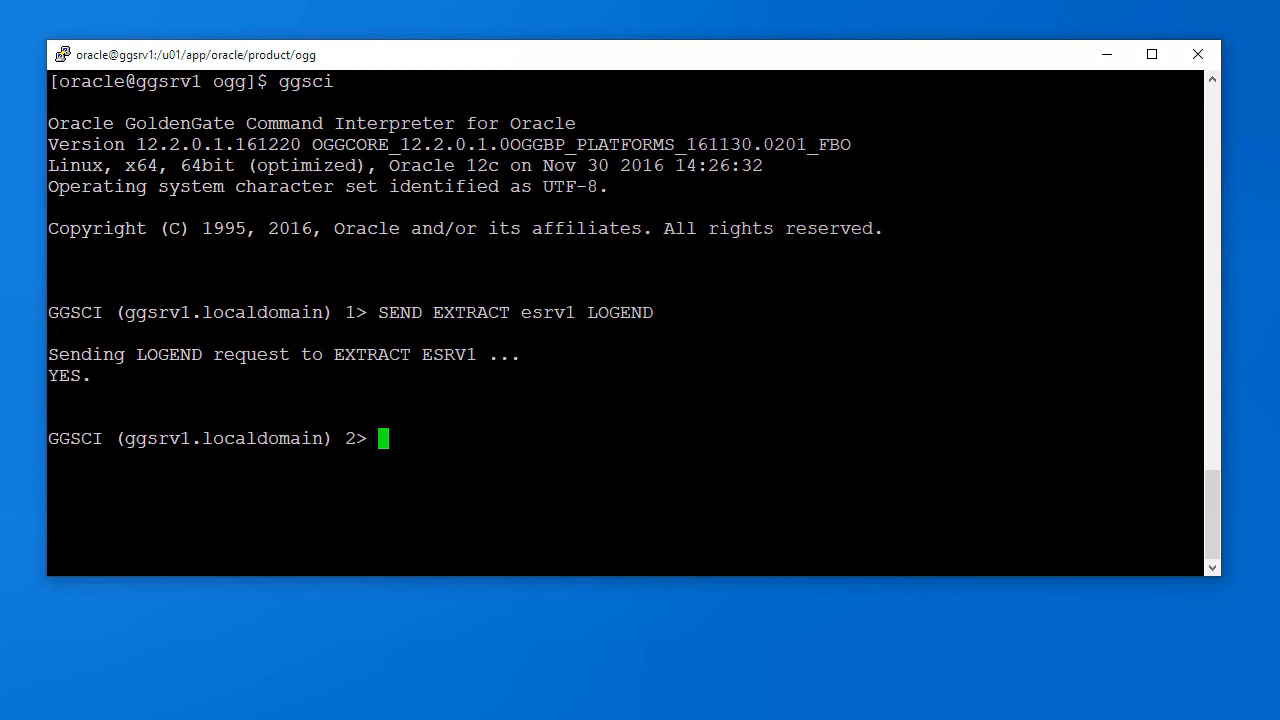 oracle@ggsrv1:/u01/app/oracle/product/ogg
[oracle@ggsrv1 ogg]$ ggsci
Oracle GoldenGate Command Interpreter for Oracle
Version 12.2.0.1.161220 OGGCORE_12.2.0.1.0OGGBP_PLATFORMS_161130.0201_FBO
Linux, x64, 64bit (optimized), Oracle 12c on Nov 30 2016 14:26:32
Operating system character set identified as UTF-8.
Copyright (C) 1995, 2016, Oracle and/or its affiliates. All rights reserved.
GGSCI (ggsrv1.localdomain) 1> SEND EXTRACT esrv1 LOGEND
Sending LOGEND request to EXTRACT ESRV1 ...
YES.
GGSCI (ggsrv1.localdomain) 2>